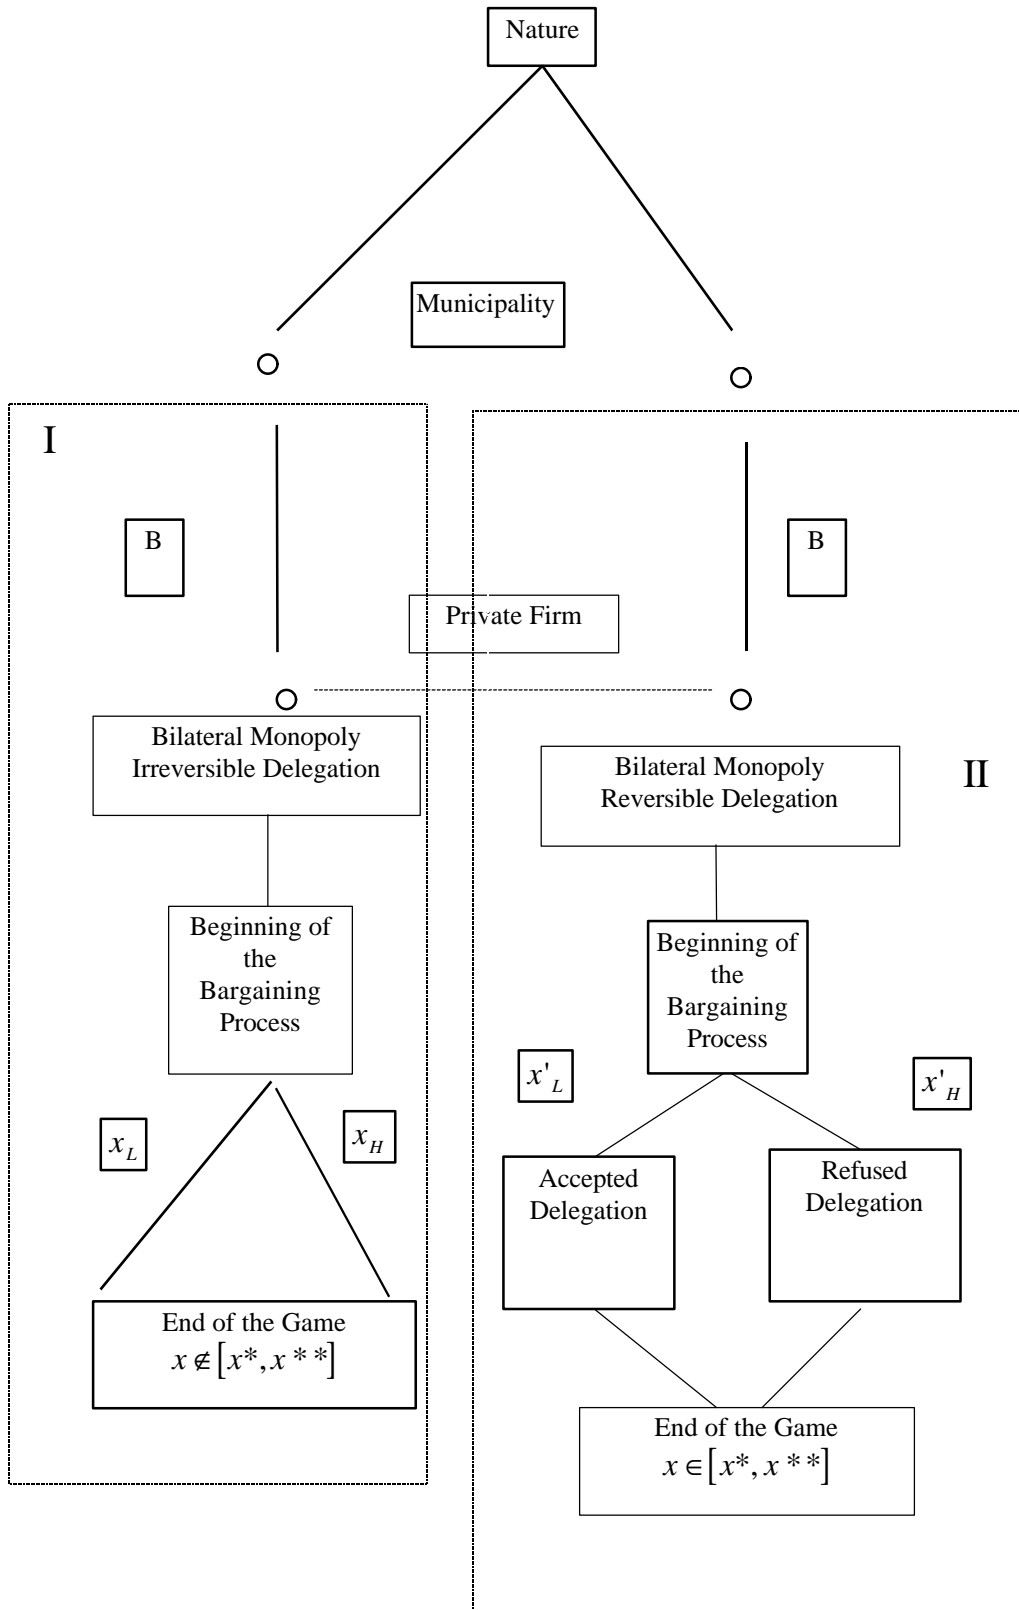 Nature
Municipality
I
B
B
Private Firm
Bilateral Monopoly
Irreversible Delegation
Bilateral Monopoly
Reversible Delegation
II
Beginning of
the
Bargaining
Process
Beginning of
the
Bargaining
Process
x_L
x_H
x'_L
x'_H
Accepted
Delegation
Refused
Delegation
End of the Game
x ∉ [x*, x**]
End of the Game
x ∈ [x*, x**]